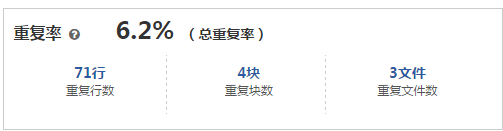 重复率 ? 6.2% （总重复率）
71行 4块 3文件
重复行数 重复块数 重复文件数